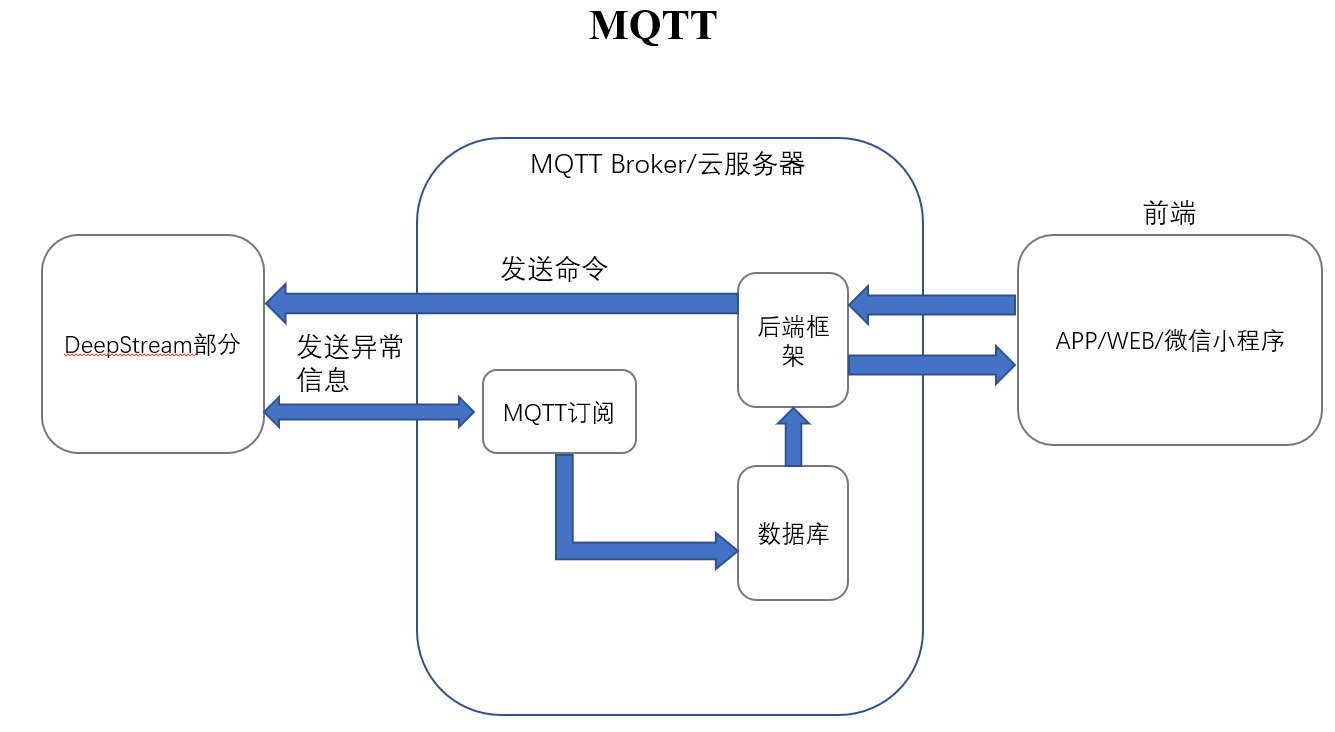 MQTT
MQTT Broker/云服务器
前端
发送命令
DeepStream部分
发送异常
信息
后端框
架
APP/WEB/微信小程序
MQTT订阅
数据库